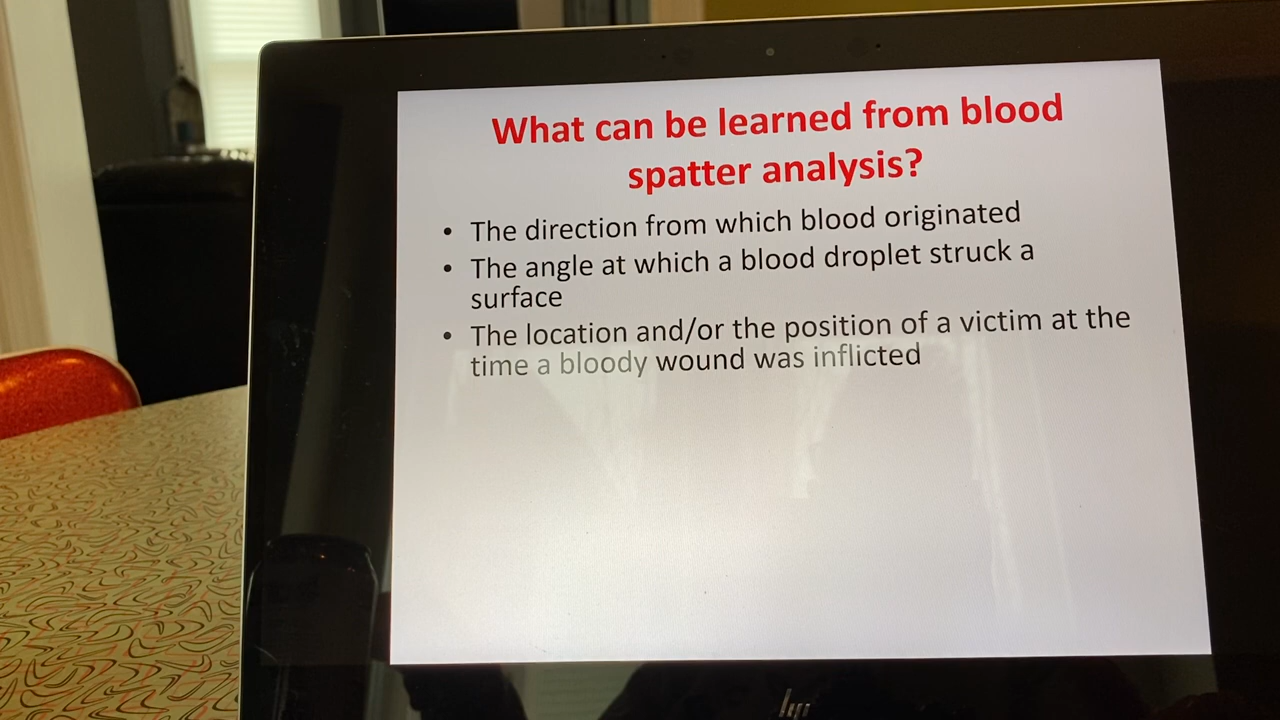 What can be learned from blood
spatter analysis?
• The direction from which blood originated
• The angle at which a blood droplet struck a
surface
• The location and/or the position of a victim at the
time a bloody wound was inflicted
hp